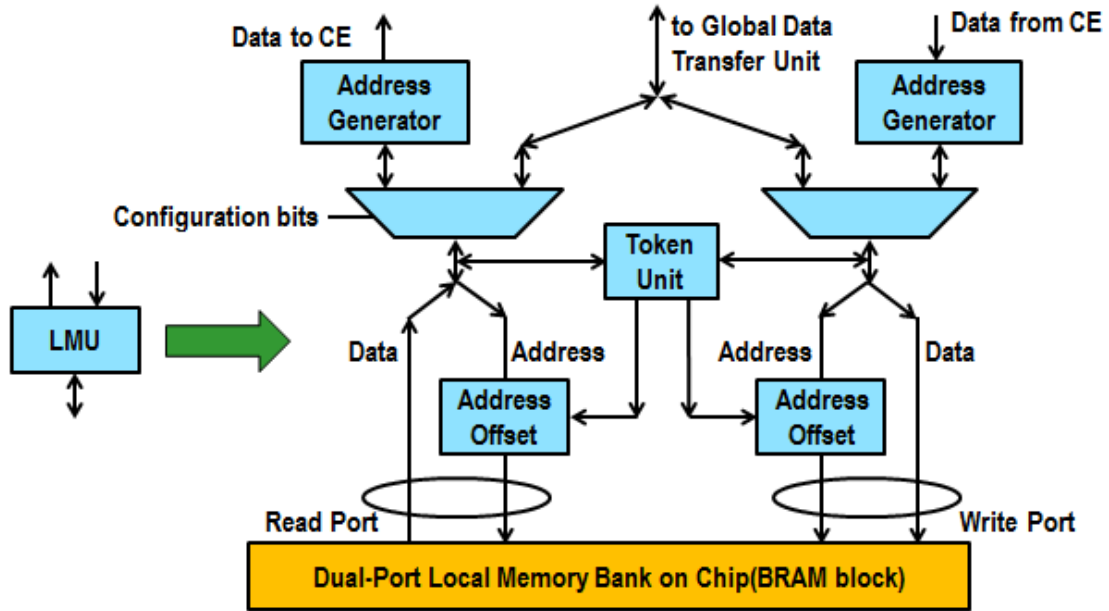 Data to CE
to Global Data
Transfer Unit
Data from CE
Address
Generator
Address
Generator
Configuration bits
Token
Unit
LMU
Data
Address
Address
Data
Address
Offset
Address
Offset
Read Port
Write Port
Dual-Port Local Memory Bank on Chip(BRAM block)